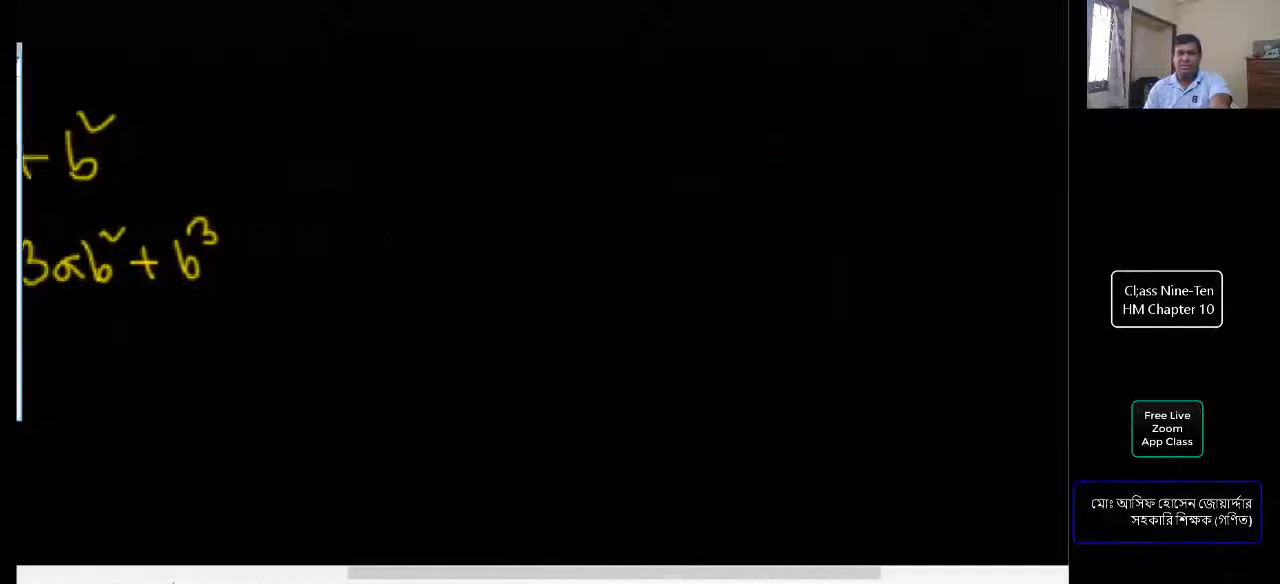 + b²
3ab² + b³
Cl;ass Nine-Ten
HM Chapter 10
Free Live
Zoom
App Class
মোঃ আসিফ হোসেন জোয়ার্দ্দার
সহকারি শিক্ষক (গণিত)